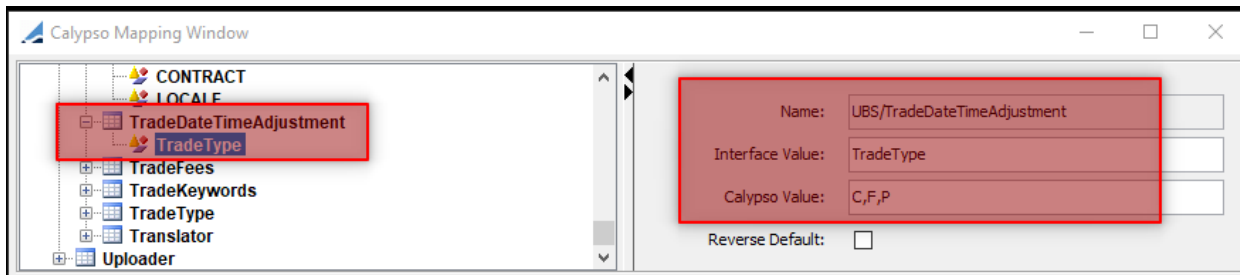 Calypso Mapping Window
CONTRACT
LOCALE
TradeDateTimeAdjustment
TradeType
TradeFees
TradeKeywords
TradeType
Translator
Uploader
Name: UBS/TradeDateTimeAdjustment
Interface Value: TradeType
Calypso Value: C,F,P
Reverse Default: